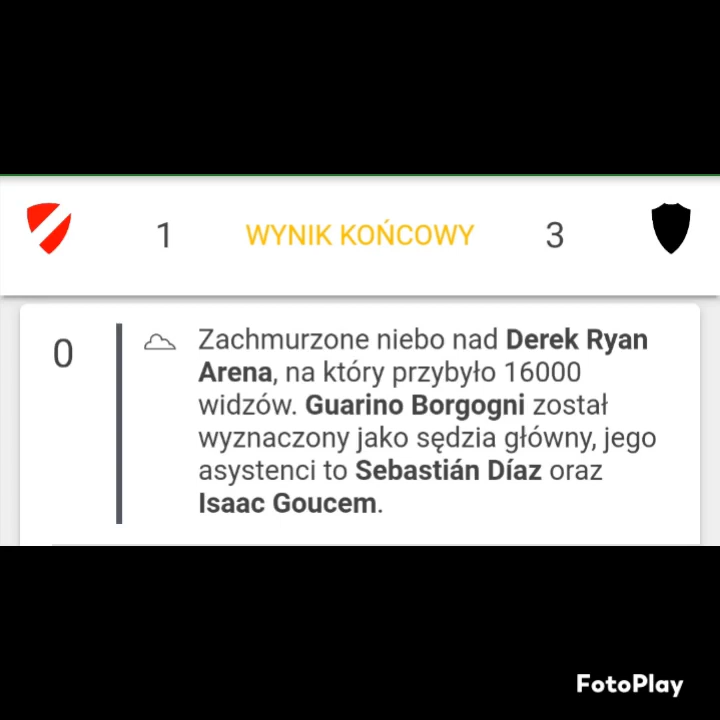 1 WYNIK KOŃCOWY 3
0
Zachmurzone niebo nad Derek Ryan
Arena, na który przybyło 16000
widzów. Guarino Borgogni został
wyznaczony jako sędzia główny, jego
asystenci to Sebastián Díaz oraz
Isaac Goucem.
FotoPlay